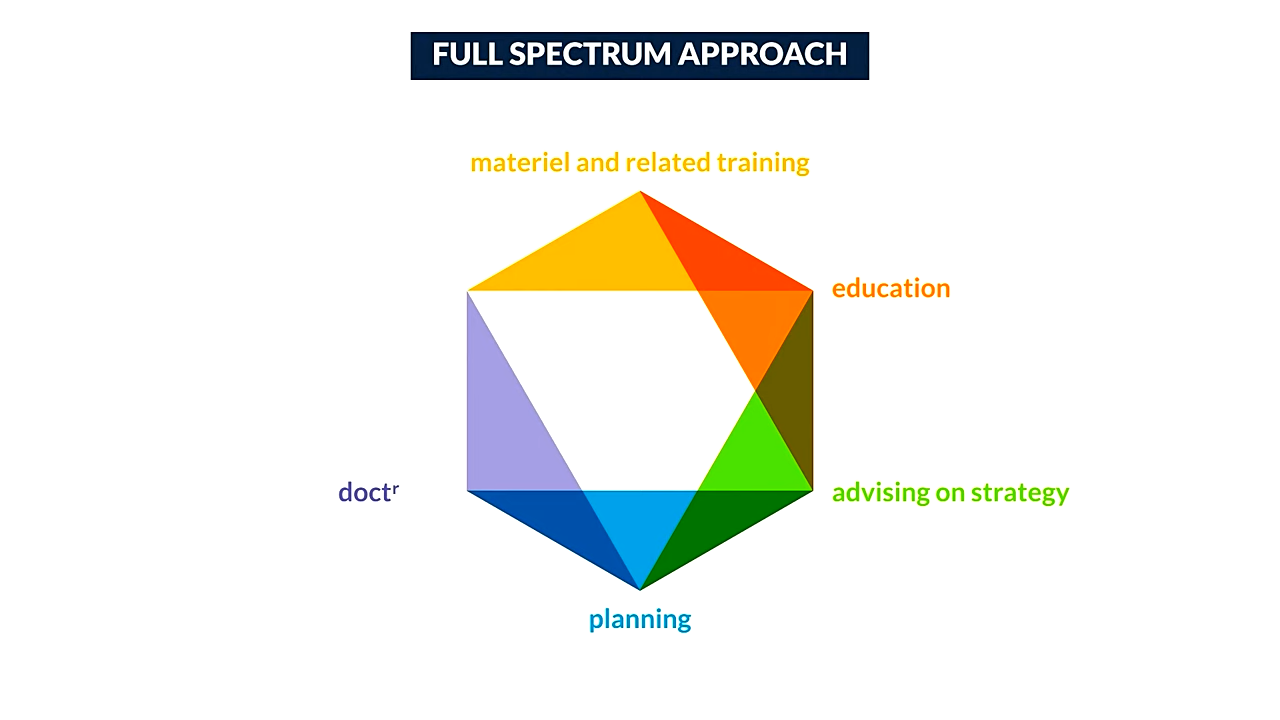 FULL SPECTRUM APPROACH
materiel and related training
education
doctr
advising on strategy
planning